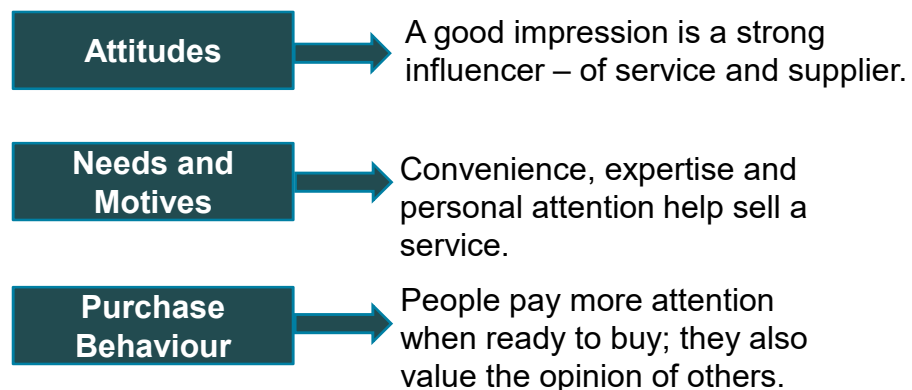 Attitudes
A good impression is a strong
influencer – of service and supplier.
Needs and
Motives
Convenience, expertise and
personal attention help sell a
service.
Purchase
Behaviour
People pay more attention
when ready to buy; they also
value the opinion of others.